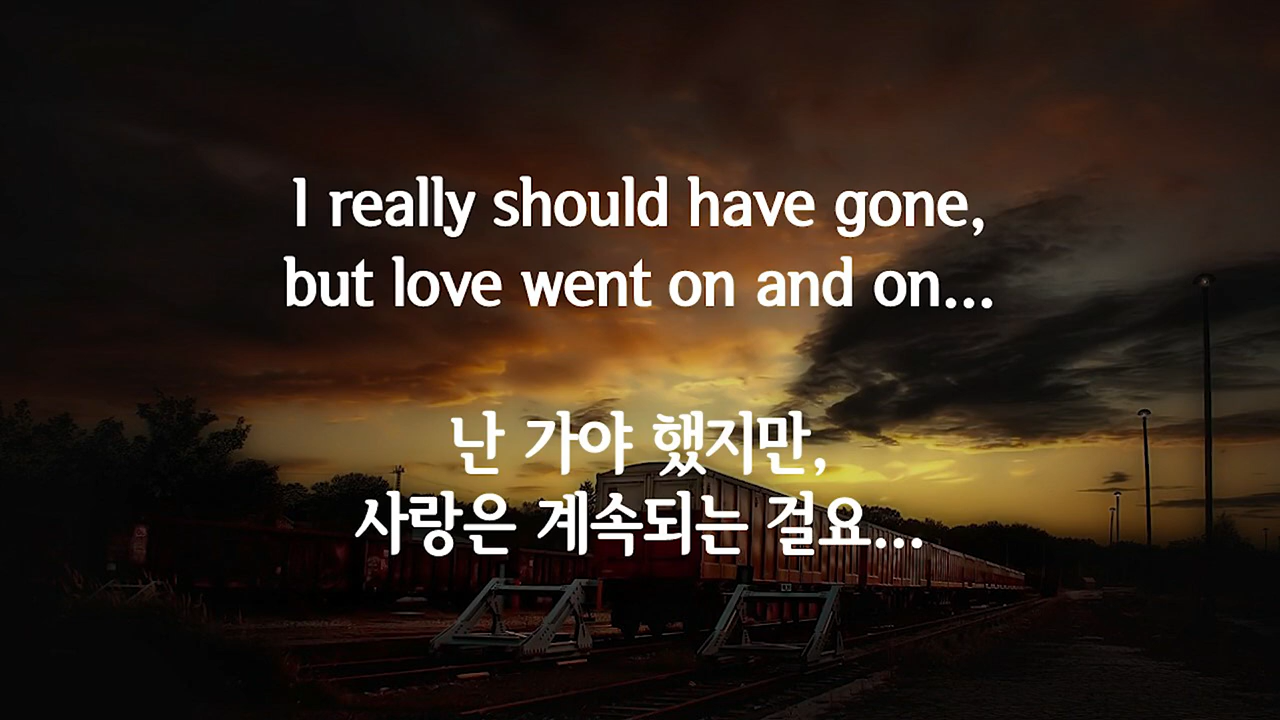 I really should have gone,
but love went on and on...
난 가야 했지만,
사랑은 계속되는 걸요...